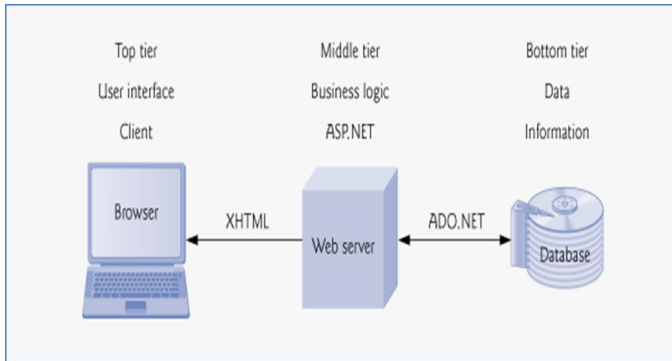 Top tier
Middle tier
Bottom tier
User interface
Business logic
Data
Client
ASP.NET
Information
Browser
XHTML
Web server
ADO.NET
Database